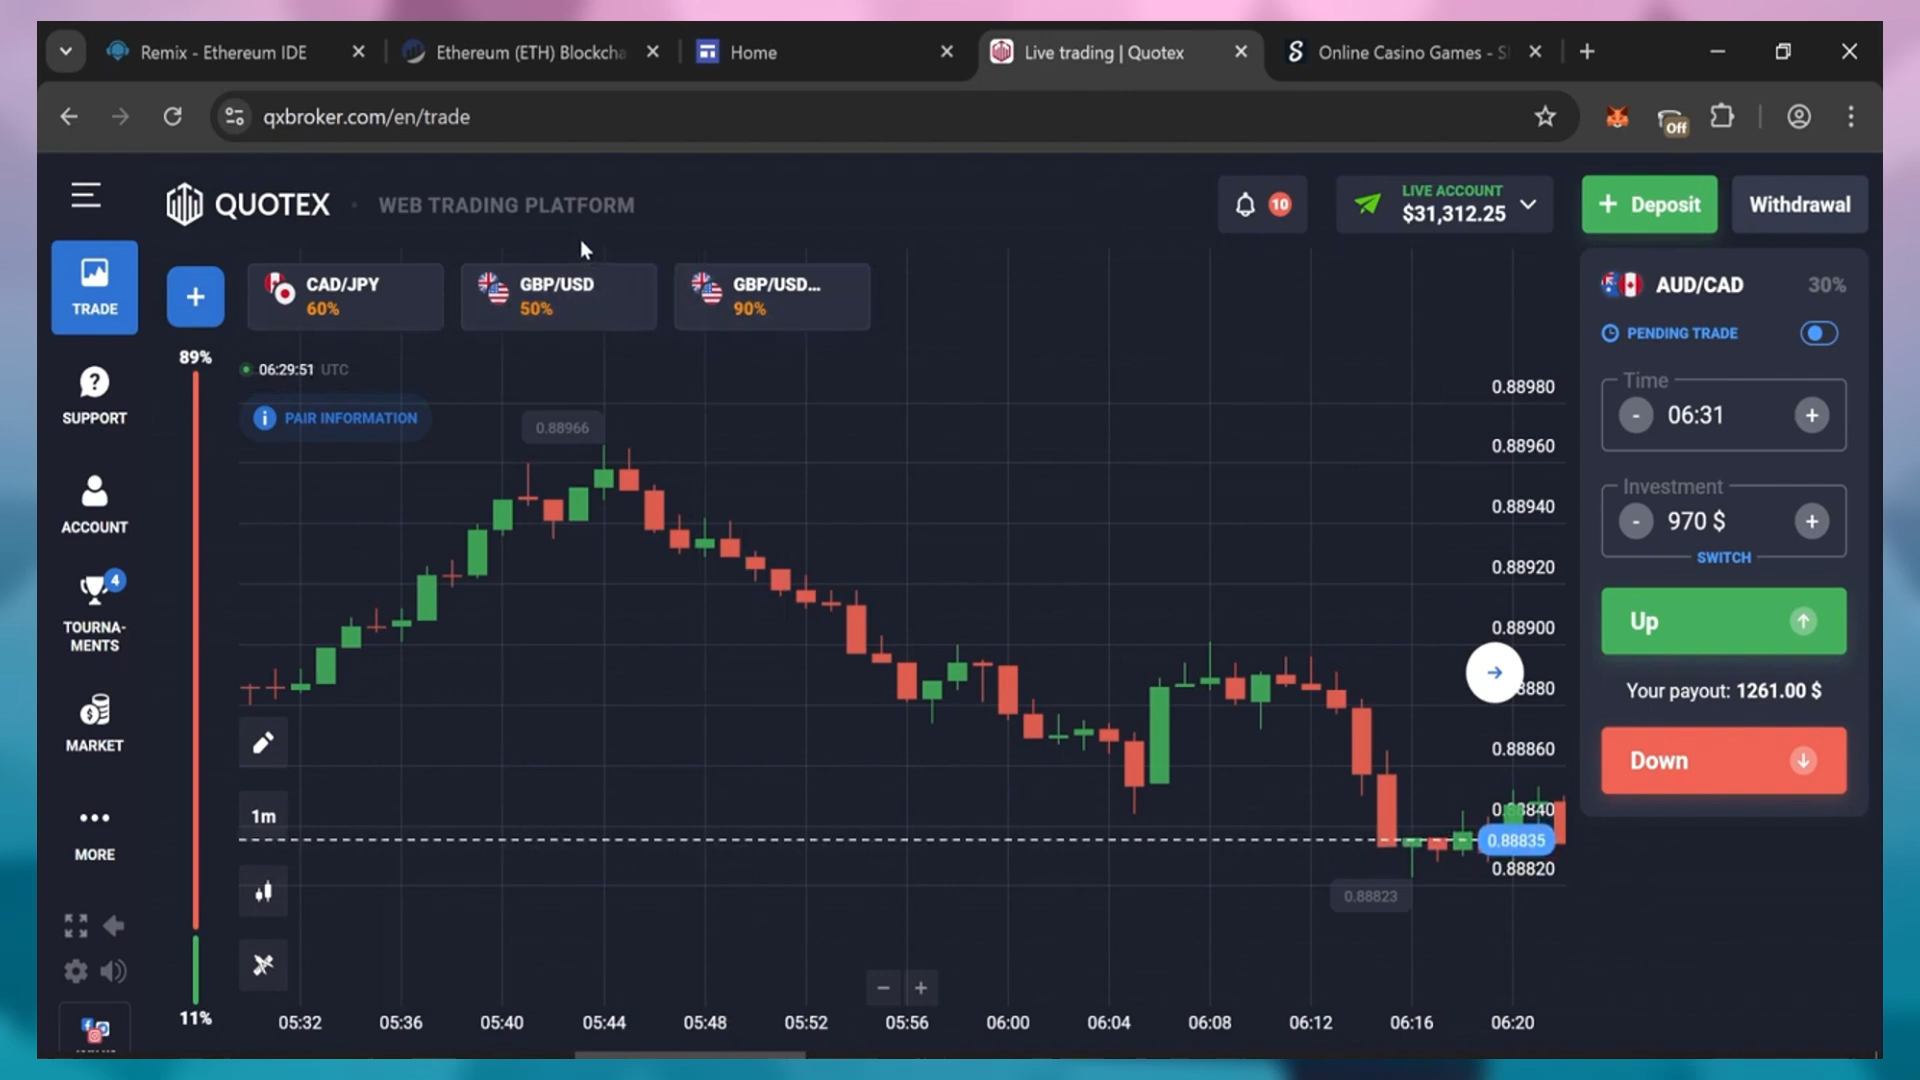 Remix - Ethereum IDE
Ethereum (ETH) Blockcha
Home
Live trading | Quotex
Online Casino Games - S
qxbroker.com/en/trade
Off
QUOTEX
WEB TRADING PLATFORM
10
LIVE ACCOUNT
$31,312.25
+ Deposit
Withdrawal
TRADE
SUPPORT
ACCOUNT
4
TOURNA-
MENTS
MARKET
MORE
+
CAD/JPY
60%
GBP/USD
50%
GBP/USD...
90%
89%
11%
06:29:51 UTC
PAIR INFORMATION
0.88966
0.88823
1m
0.88980
0.88960
0.88940
0.88920
0.88900
8880
0.88860
0.88840
0.88835
0.88820
05:32
05:36
05:40
05:44
05:48
05:52
05:56
06:00
06:04
06:08
06:12
06:16
06:20
AUD/CAD
30%
PENDING TRADE
Time
- 06:31 +
Investment
- 970 $ +
SWITCH
Up
Your payout: 1261.00 $
Down